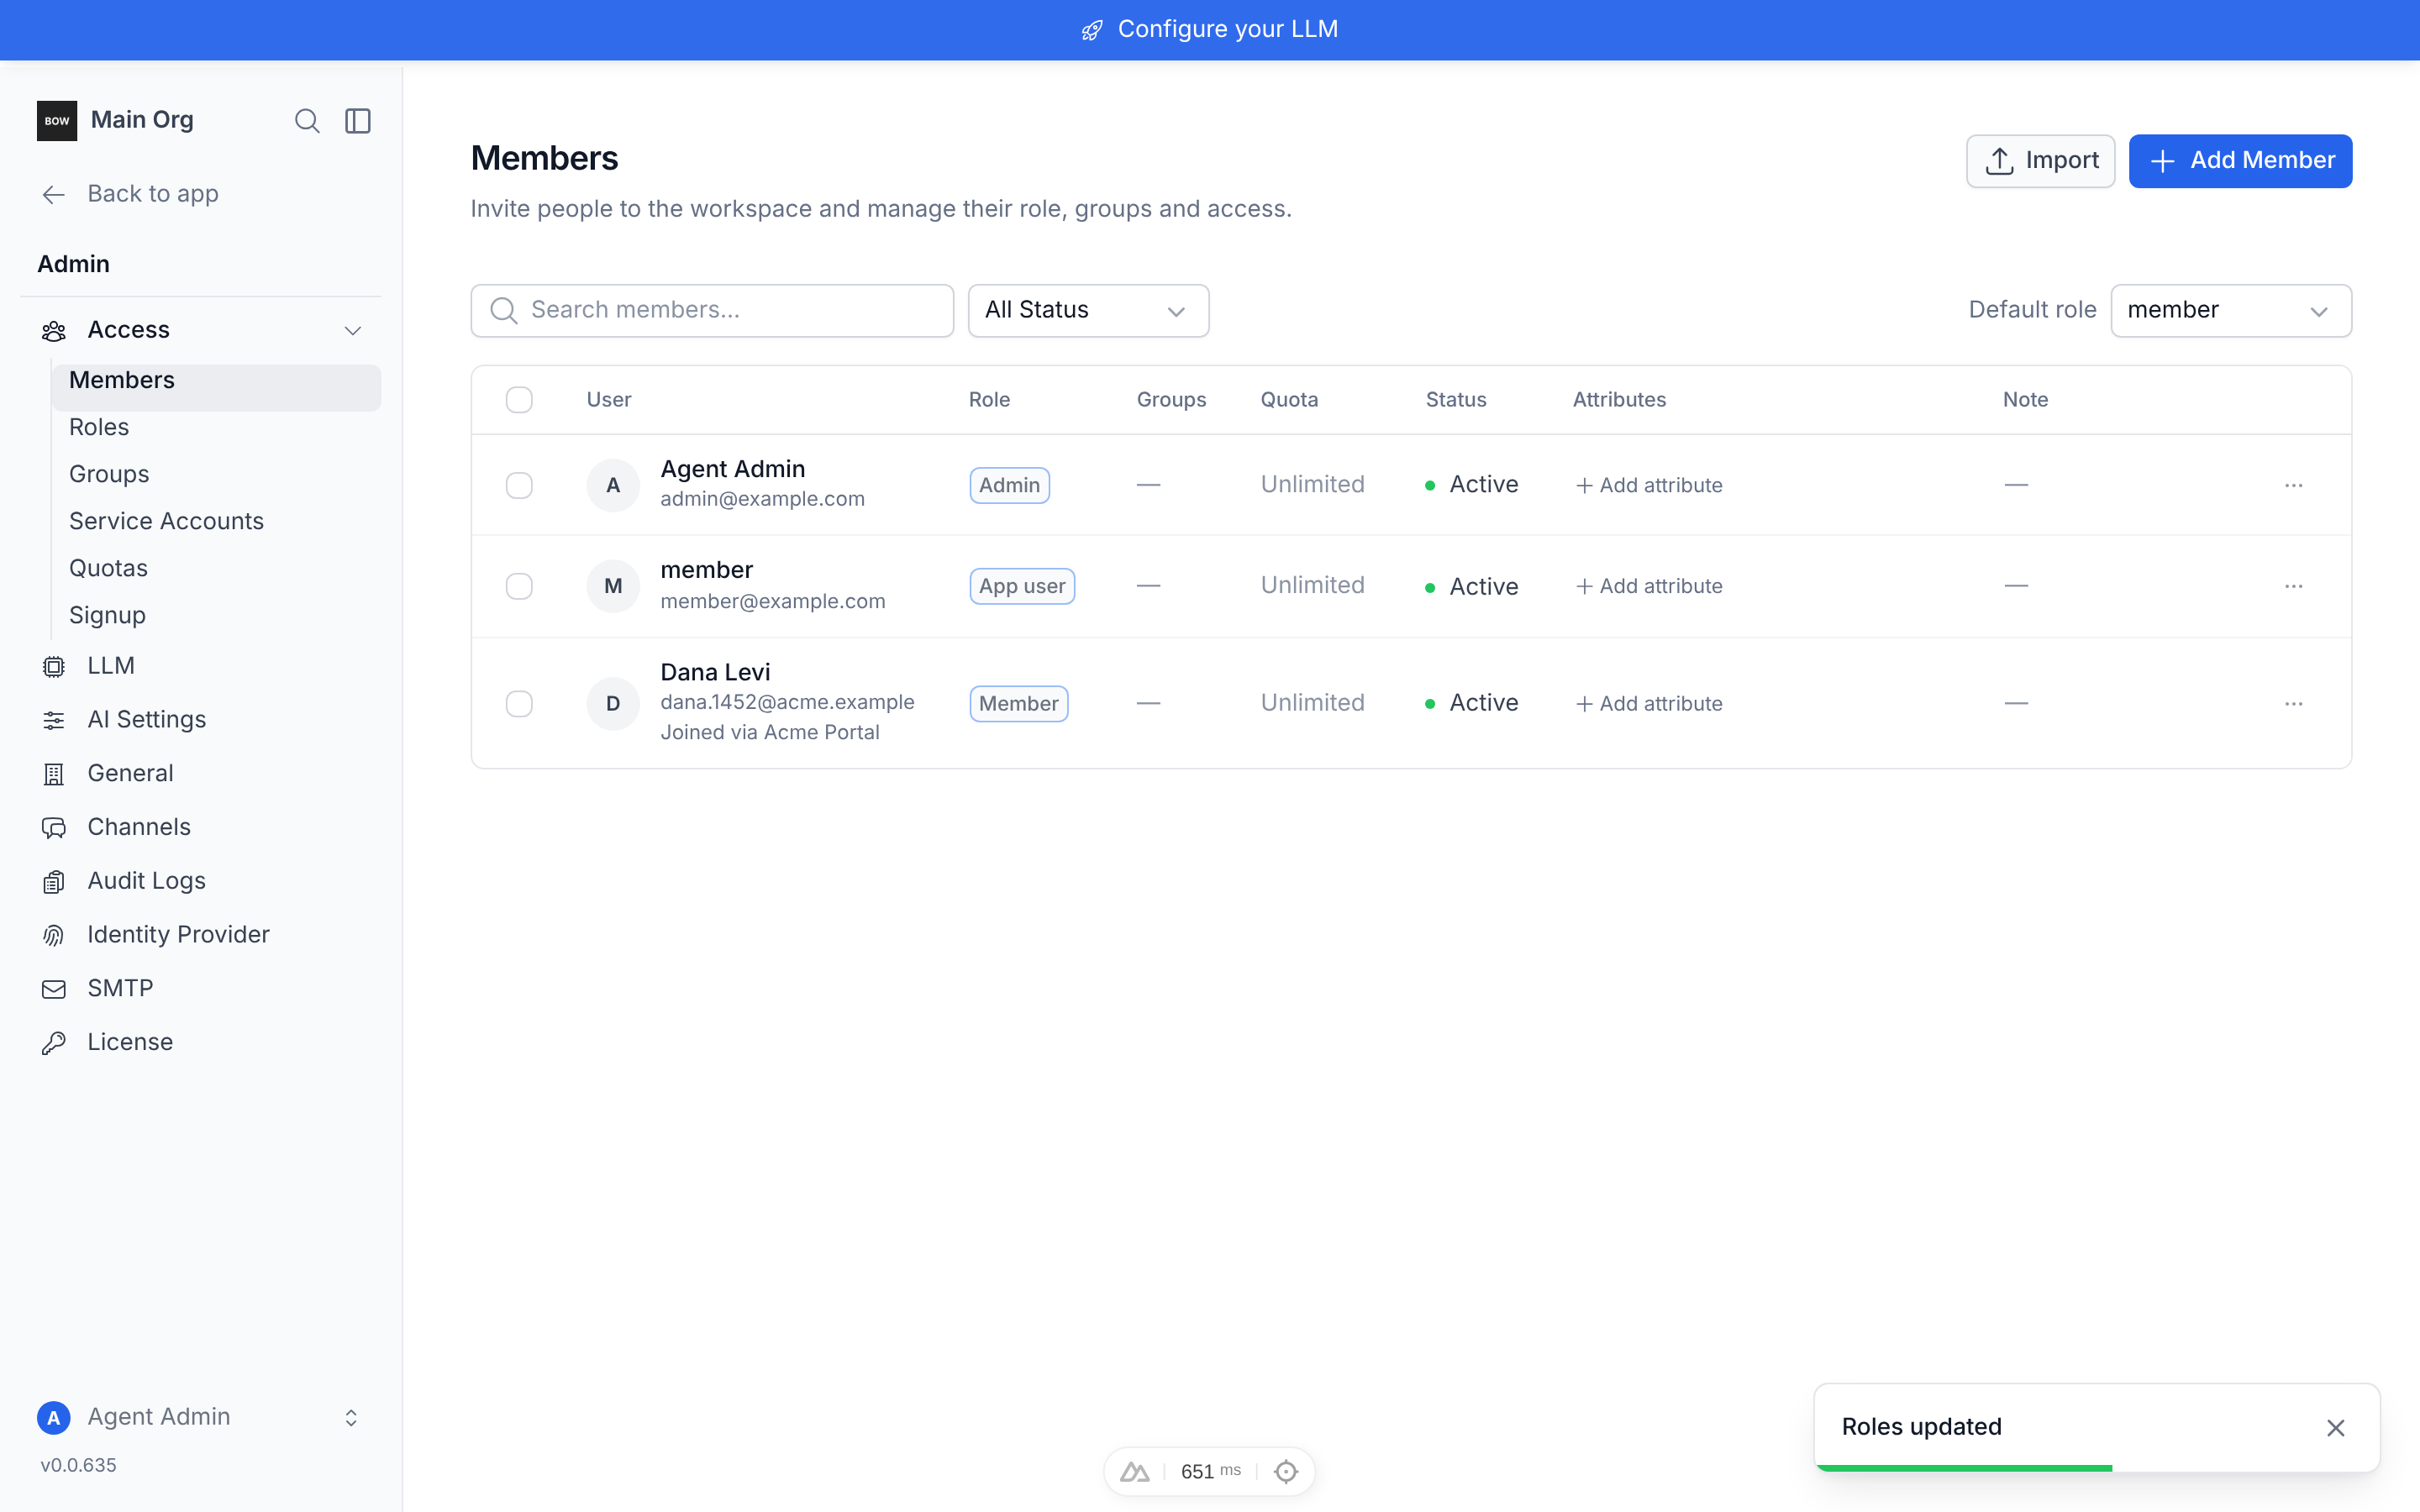 Configure your LLM
BOW
Main Org
Back to app
Admin
Access
Members
Roles
Groups
Service Accounts
Quotas
Signup
LLM
AI Settings
General
Channels
Audit Logs
Identity Provider
SMTP
License
A
Agent Admin
v0.0.635
Members
Invite people to the workspace and manage their role, groups and access.
Import
Add Member
Search members...
All Status
Default role
member
User Role Groups Quota Status Attributes Note
A Agent Admin
admin@example.com
Admin — Unlimited Active + Add attribute — ...
M member
member@example.com
App user — Unlimited Active + Add attribute — ...
D Dana Levi
dana.1452@acme.example
Joined via Acme Portal
Member — Unlimited Active + Add attribute — ...
Roles updated
651 ms